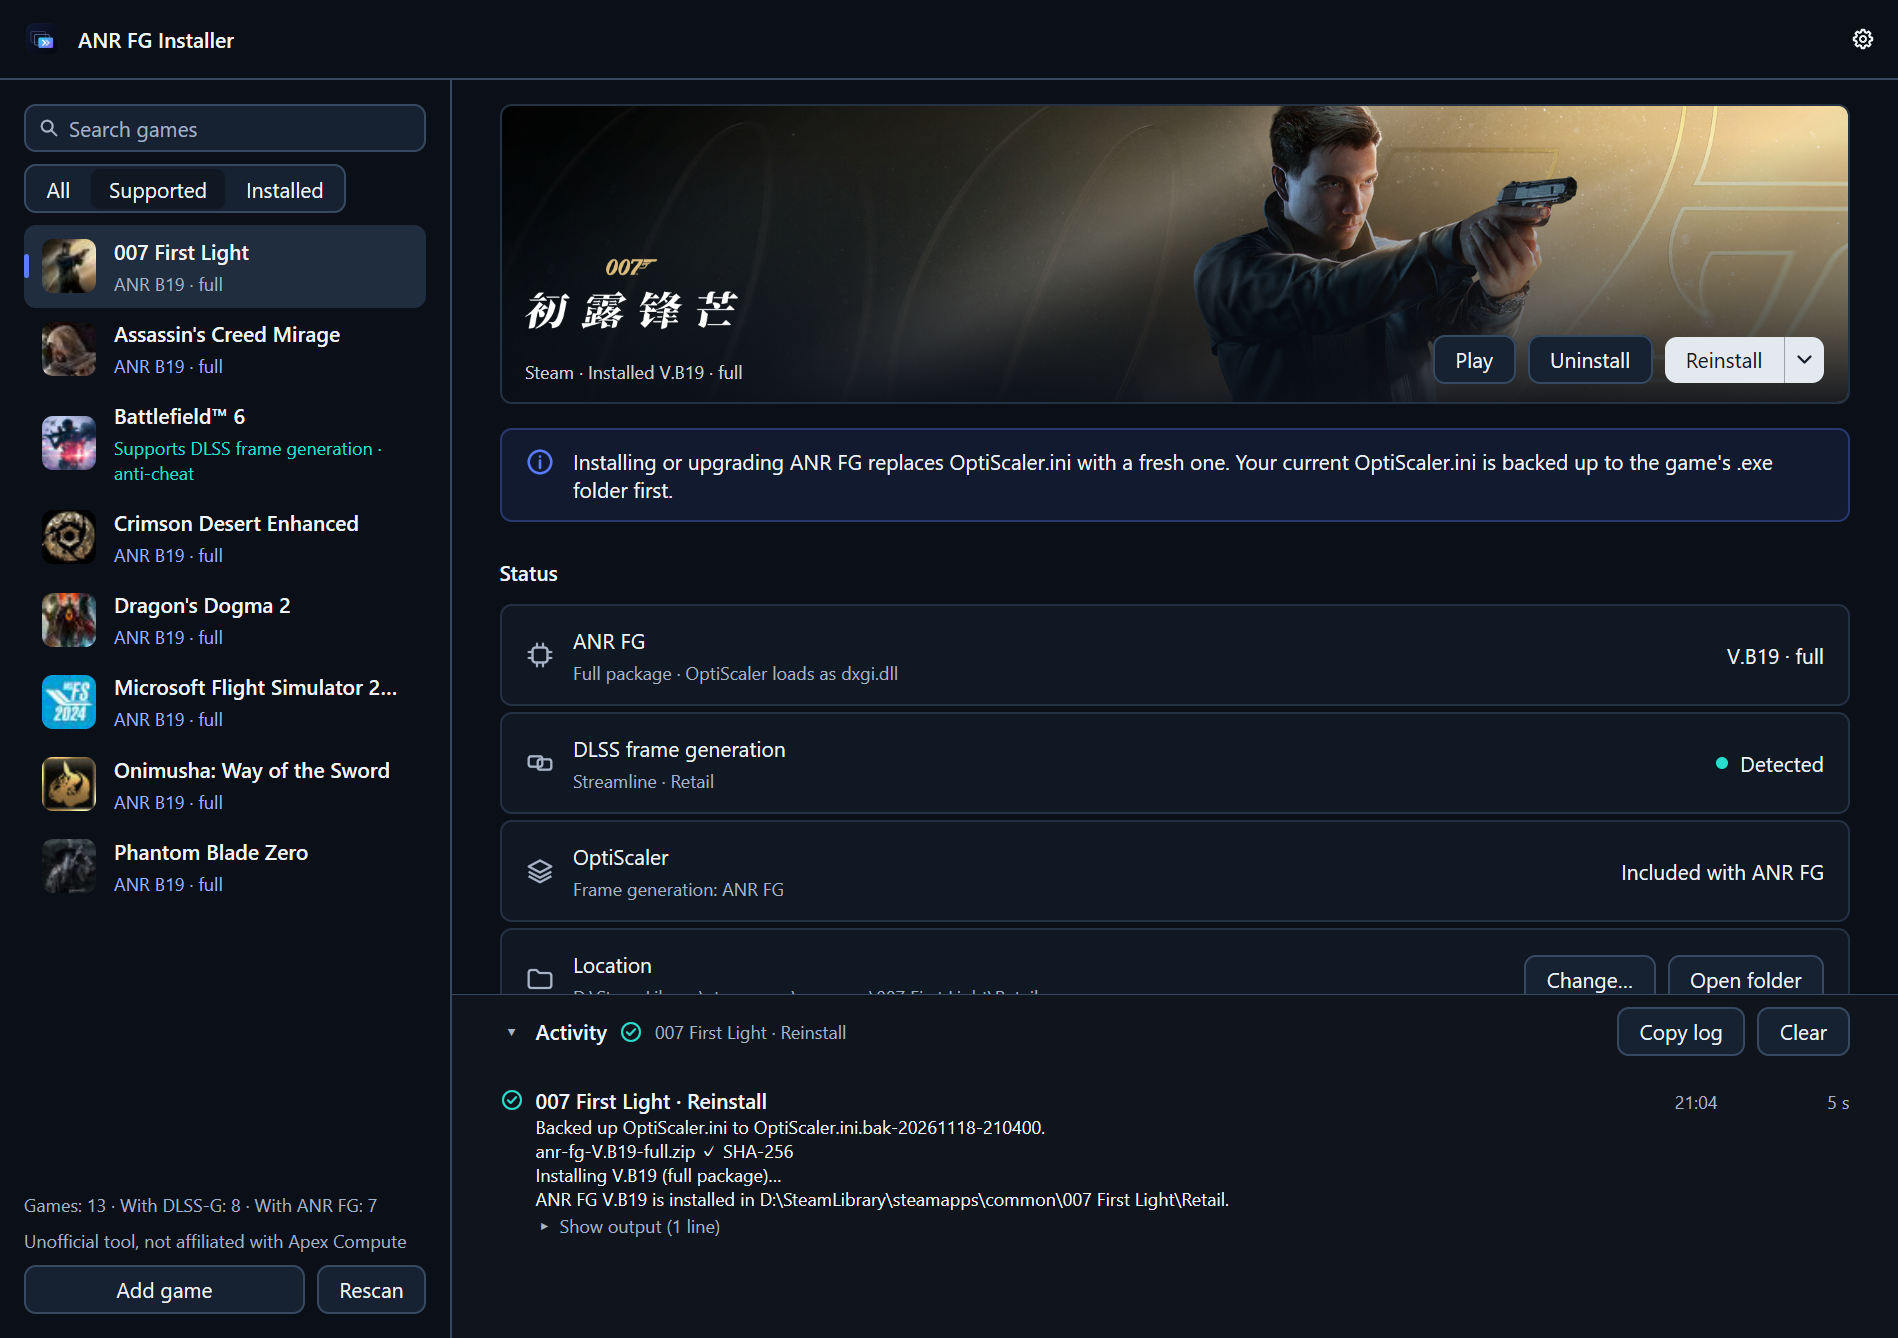 ANR FG Installer
Search games
All
Supported
Installed
007 First Light
ANR B19 · full
Assassin's Creed Mirage
ANR B19 · full
Battlefield™ 6
Supports DLSS frame generation ·
anti-cheat
Crimson Desert Enhanced
ANR B19 · full
Dragon's Dogma 2
ANR B19 · full
FS
2024
Microsoft Flight Simulator 2...
ANR B19 · full
Onimusha: Way of the Sword
ANR B19 · full
Phantom Blade Zero
ANR B19 · full
Games: 13 · With DLSS-G: 8 · With ANR FG: 7
Unofficial tool, not affiliated with Apex Compute
Add game
Rescan
007
初露锋芒
Steam · Installed V.B19 · full
Play
Uninstall
Reinstall
Installing or upgrading ANR FG replaces OptiScaler.ini with a fresh one. Your current OptiScaler.ini is backed up to the game's .exe
folder first.
Status
ANR FG
Full package · OptiScaler loads as dxgi.dll
V.B19 · full
DLSS frame generation
Streamline · Retail
Detected
OptiScaler
Frame generation: ANR FG
Included with ANR FG
Location
D:\SteamLibrary\steamapps\common\007 First Light\Retail
Change...
Open folder
Activity
007 First Light · Reinstall
Copy log
Clear
007 First Light · Reinstall
21:04
5 s
Backed up OptiScaler.ini to OptiScaler.ini.bak-20261118-210400.
anr-fg-V.B19-full.zip ✓ SHA-256
Installing V.B19 (full package)...
ANR FG V.B19 is installed in D:\SteamLibrary\steamapps\common\007 First Light\Retail.
Show output (1 line)